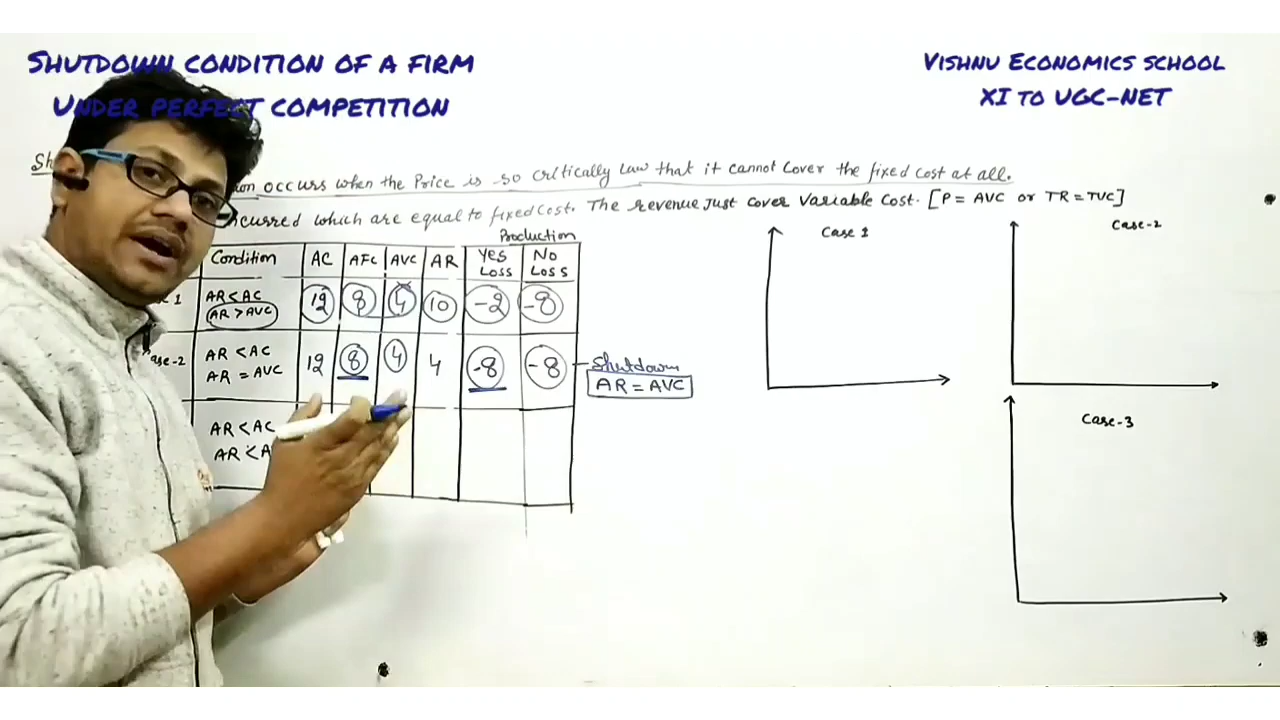 Shutdown condition of a firm
Under perfect competition
Vishnu Economics school
XI to UGC-NET
Sh
occurs when the Price is so critically Law that it cannot Cover the fixed Cost at all.
incurred which are equal to fixed Cost. The revenue Just cover Variable Cost. [P = AVC or TR = TVC]
Production
Condition AC AFC AVC AR Yes Loss No Loss
1 AR < AC AR > AVC 12 8 4 10 -2 -8
Case-2 AR < AC AR = AVC 12 8 4 4 -8 -8 Shutdown AR = AVC
AR < AC
AR < A
Case 1
Case-2
Case-3